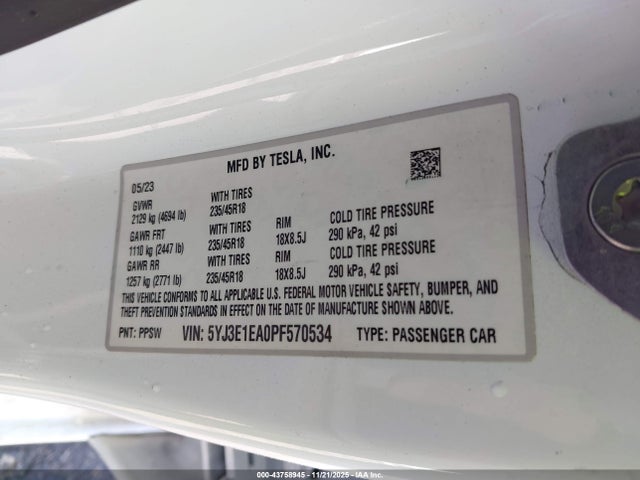 MFD BY TESLA, INC.
05/23
GVWR WITH TIRES
2129 kg (4694 lb) 235/45R18
GAWR FRT WITH TIRES RIM COLD TIRE PRESSURE
1110 kg (2447 lb) 235/45R18 18X8.5J 290 kPa, 42 psi
GAWR RR WITH TIRES RIM COLD TIRE PRESSURE
1257 kg (2771 lb) 235/45R18 18X8.5J 290 kPa, 42 psi
THIS VEHICLE CONFORMS TO ALL APPLICABLE U.S. FEDERAL MOTOR VEHICLE SAFETY, BUMPER, AND
THEFT PREVENTION STANDARDS IN EFFECT ON THE DATE OF MANUFACTURE SHOWN ABOVE.
PNT: PPSW VIN: 5YJ3E1EA0PF570534 TYPE: PASSENGER CAR
000-43758945 - 11/21/2025 - IAAI.COM